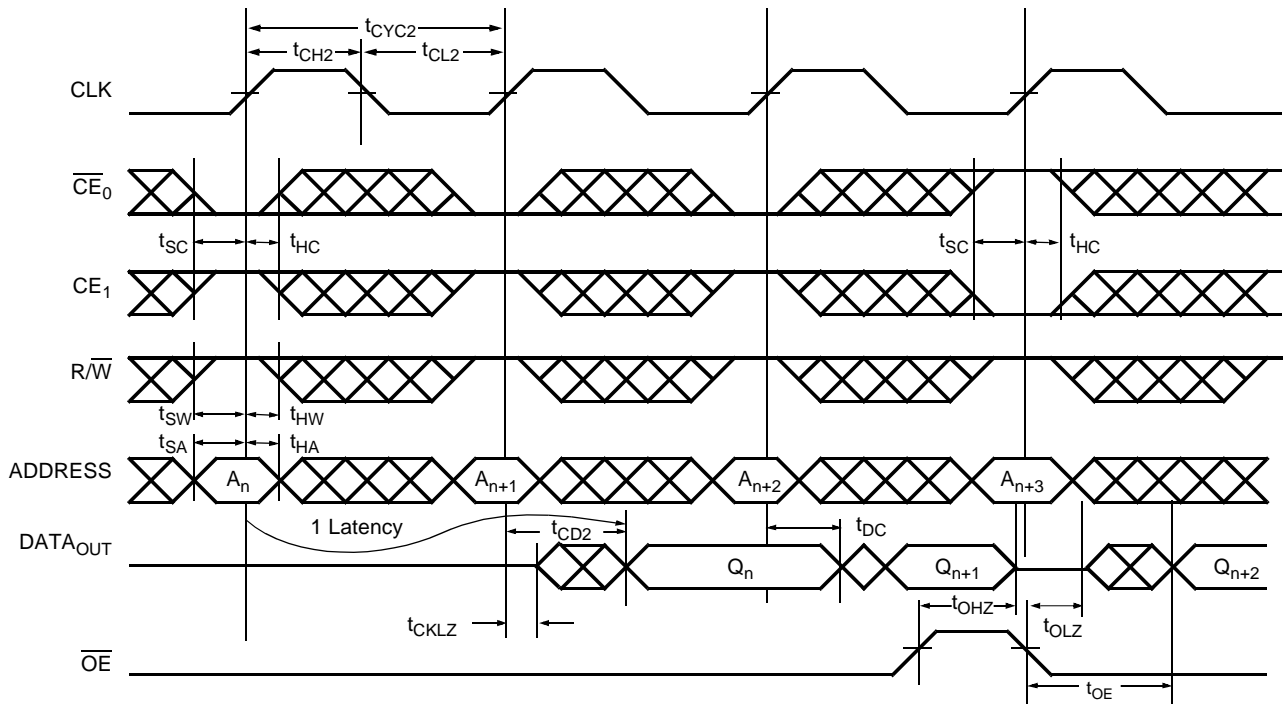 tCYC2
tCH2 tCL2
CLK
CE0
tSC tHC tSC tHC
CE1
R/W
tSW tHW
tSA tHA
ADDRESS An An+1 An+2 An+3
1 Latency tCD2 tDC
DATAOUT Qn Qn+1 Qn+2
tCKLZ tOHZ tOLZ
OE
tOE